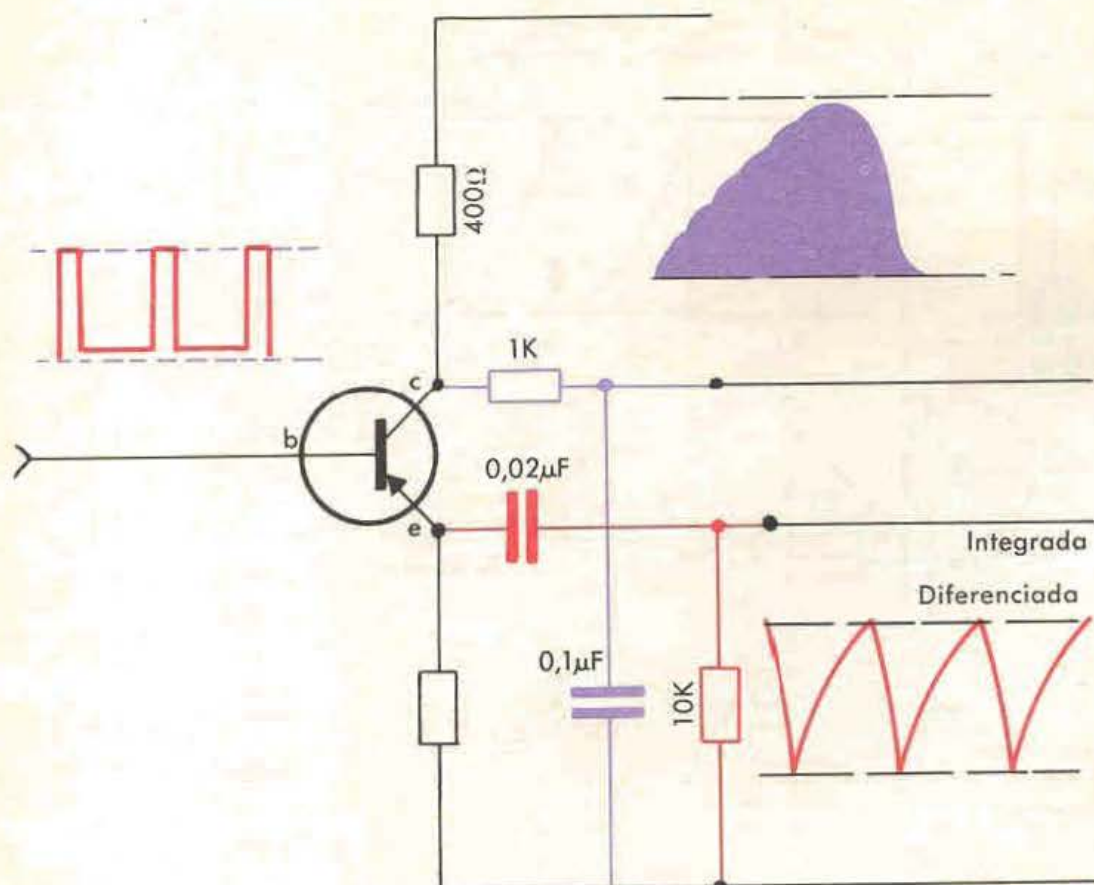 400Ω
1K
c
b
0,02µF
e
Integrada
Diferenciada
0,1µF
10K